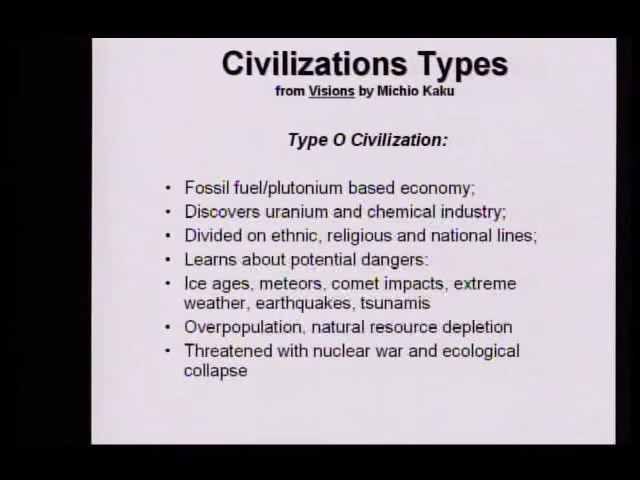 Civilizations Types
from Visions by Michio Kaku
Type O Civilization:
• Fossil fuel/plutonium based economy;
• Discovers uranium and chemical industry;
• Divided on ethnic, religious and national lines;
• Learns about potential dangers:
• Ice ages, meteors, comet impacts, extreme
weather, earthquakes, tsunamis
• Overpopulation, natural resource depletion
• Threatened with nuclear war and ecological
collapse